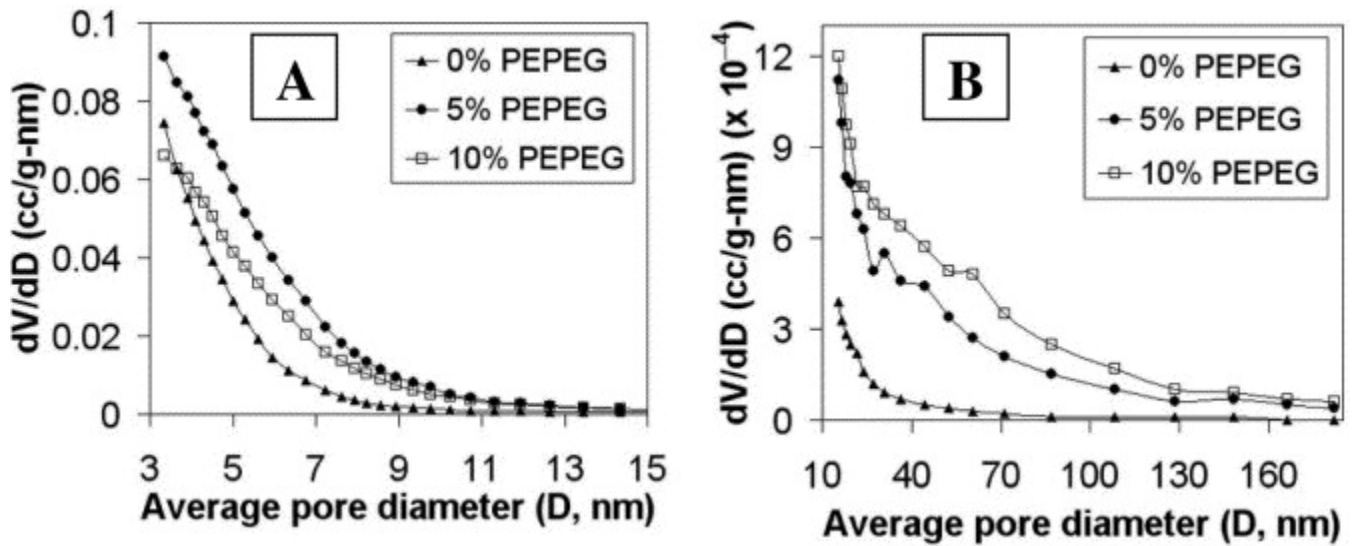 A
0% PEPEG
5% PEPEG
10% PEPEG
0.1
0.08
0.06
0.04
0.02
0
dV/dD (cc/g-nm)
3 5 7 9 11 13 15
Average pore diameter (D, nm)
B
0% PEPEG
5% PEPEG
10% PEPEG
12
9
6
3
0
dV/dD (cc/g-nm) (x 10⁻⁴)
10 40 70 100 130 160
Average pore diameter (D, nm)